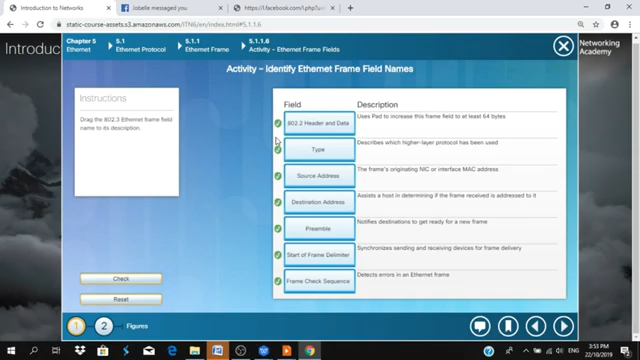 Introduction to Networks
Jobelle messaged you
https://l.facebook.com/l.php?u=
static-course-assets.s3.amazonaws.com/ITN6/en/index.html#5.1.1.6
Introduction
Networking
Academy
Chapter 5
Ethernet
5.1
Ethernet Protocol
5.1.1
Ethernet Frame
5.1.1.6
Activity – Ethernet Frame Fields
Activity – Identify Ethernet Frame Field Names
Instructions
Drag the 802.3 Ethernet frame field
name to its description.
Field Description
802.2 Header and Data Uses Pad to increase this frame field to at least 64 bytes
Type Describes which higher-layer protocol has been used
Source Address The frame's originating NIC or interface MAC address
Destination Address Assists a host in determining if the frame received is addressed to it
Preamble Notifies destinations to get ready for a new frame
Start of Frame Delimiter Synchronizes sending and receiving devices for frame delivery
Frame Check Sequence Detects errors in an Ethernet frame
Check
Reset
1 2 Figures
ENG
3:53 PM
22/10/2019